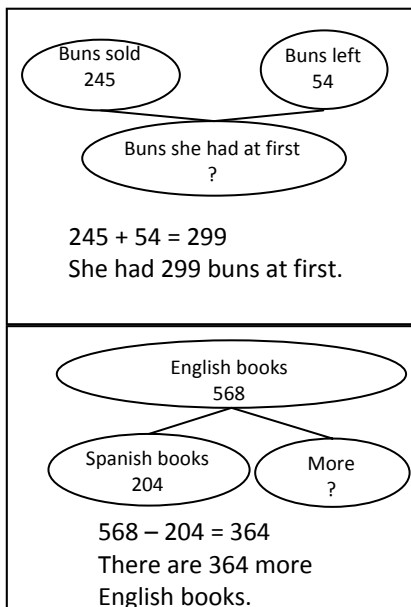 Buns sold
245
Buns left
54
Buns she had at first
?
245 + 54 = 299
She had 299 buns at first.
English books
568
Spanish books
204
More
?
568 – 204 = 364
There are 364 more
English books.